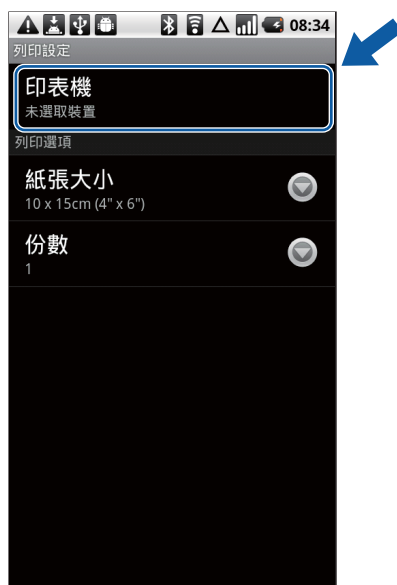 08:34
列印設定
印表機
未選取裝置
列印選項
紙張大小
10 x 15cm (4" x 6")
份數
1